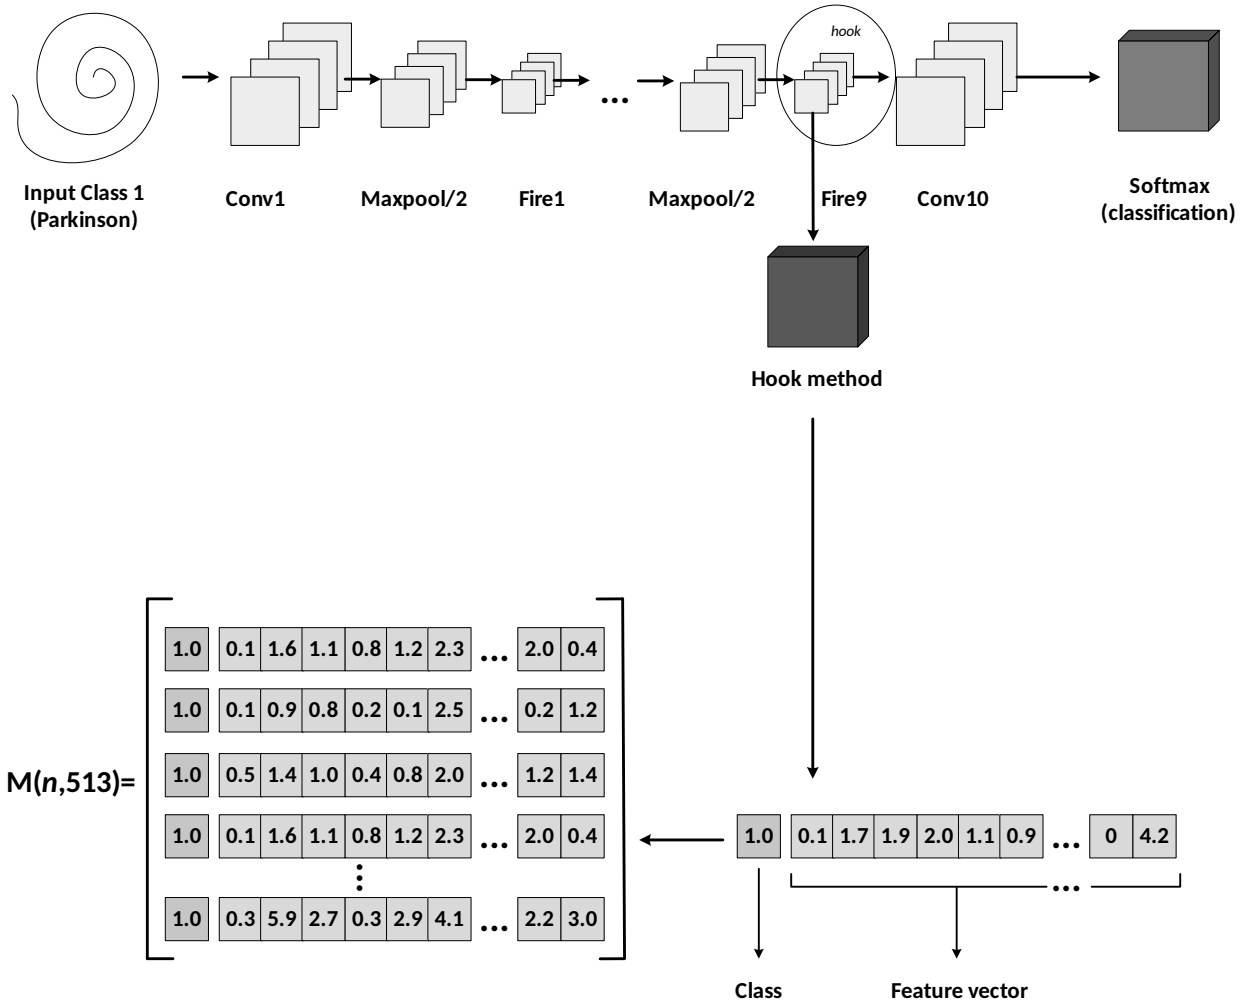 hook
Input Class 1
(Parkinson)
Conv1
Maxpool/2
Fire1
...
Maxpool/2
Fire9
Conv10
Softmax
(classification)
Hook method
M(n,513)=
1.0 0.1 1.6 1.1 0.8 1.2 2.3 ... 2.0 0.4
1.0 0.1 0.9 0.8 0.2 0.1 2.5 ... 0.2 1.2
1.0 0.5 1.4 1.0 0.4 0.8 2.0 ... 1.2 1.4
1.0 0.1 1.6 1.1 0.8 1.2 2.3 ... 2.0 0.4
⋮
1.0 0.3 5.9 2.7 0.3 2.9 4.1 ... 2.2 3.0
1.0 0.1 1.7 1.9 2.0 1.1 0.9 ... 0 4.2
...
Class
Feature vector